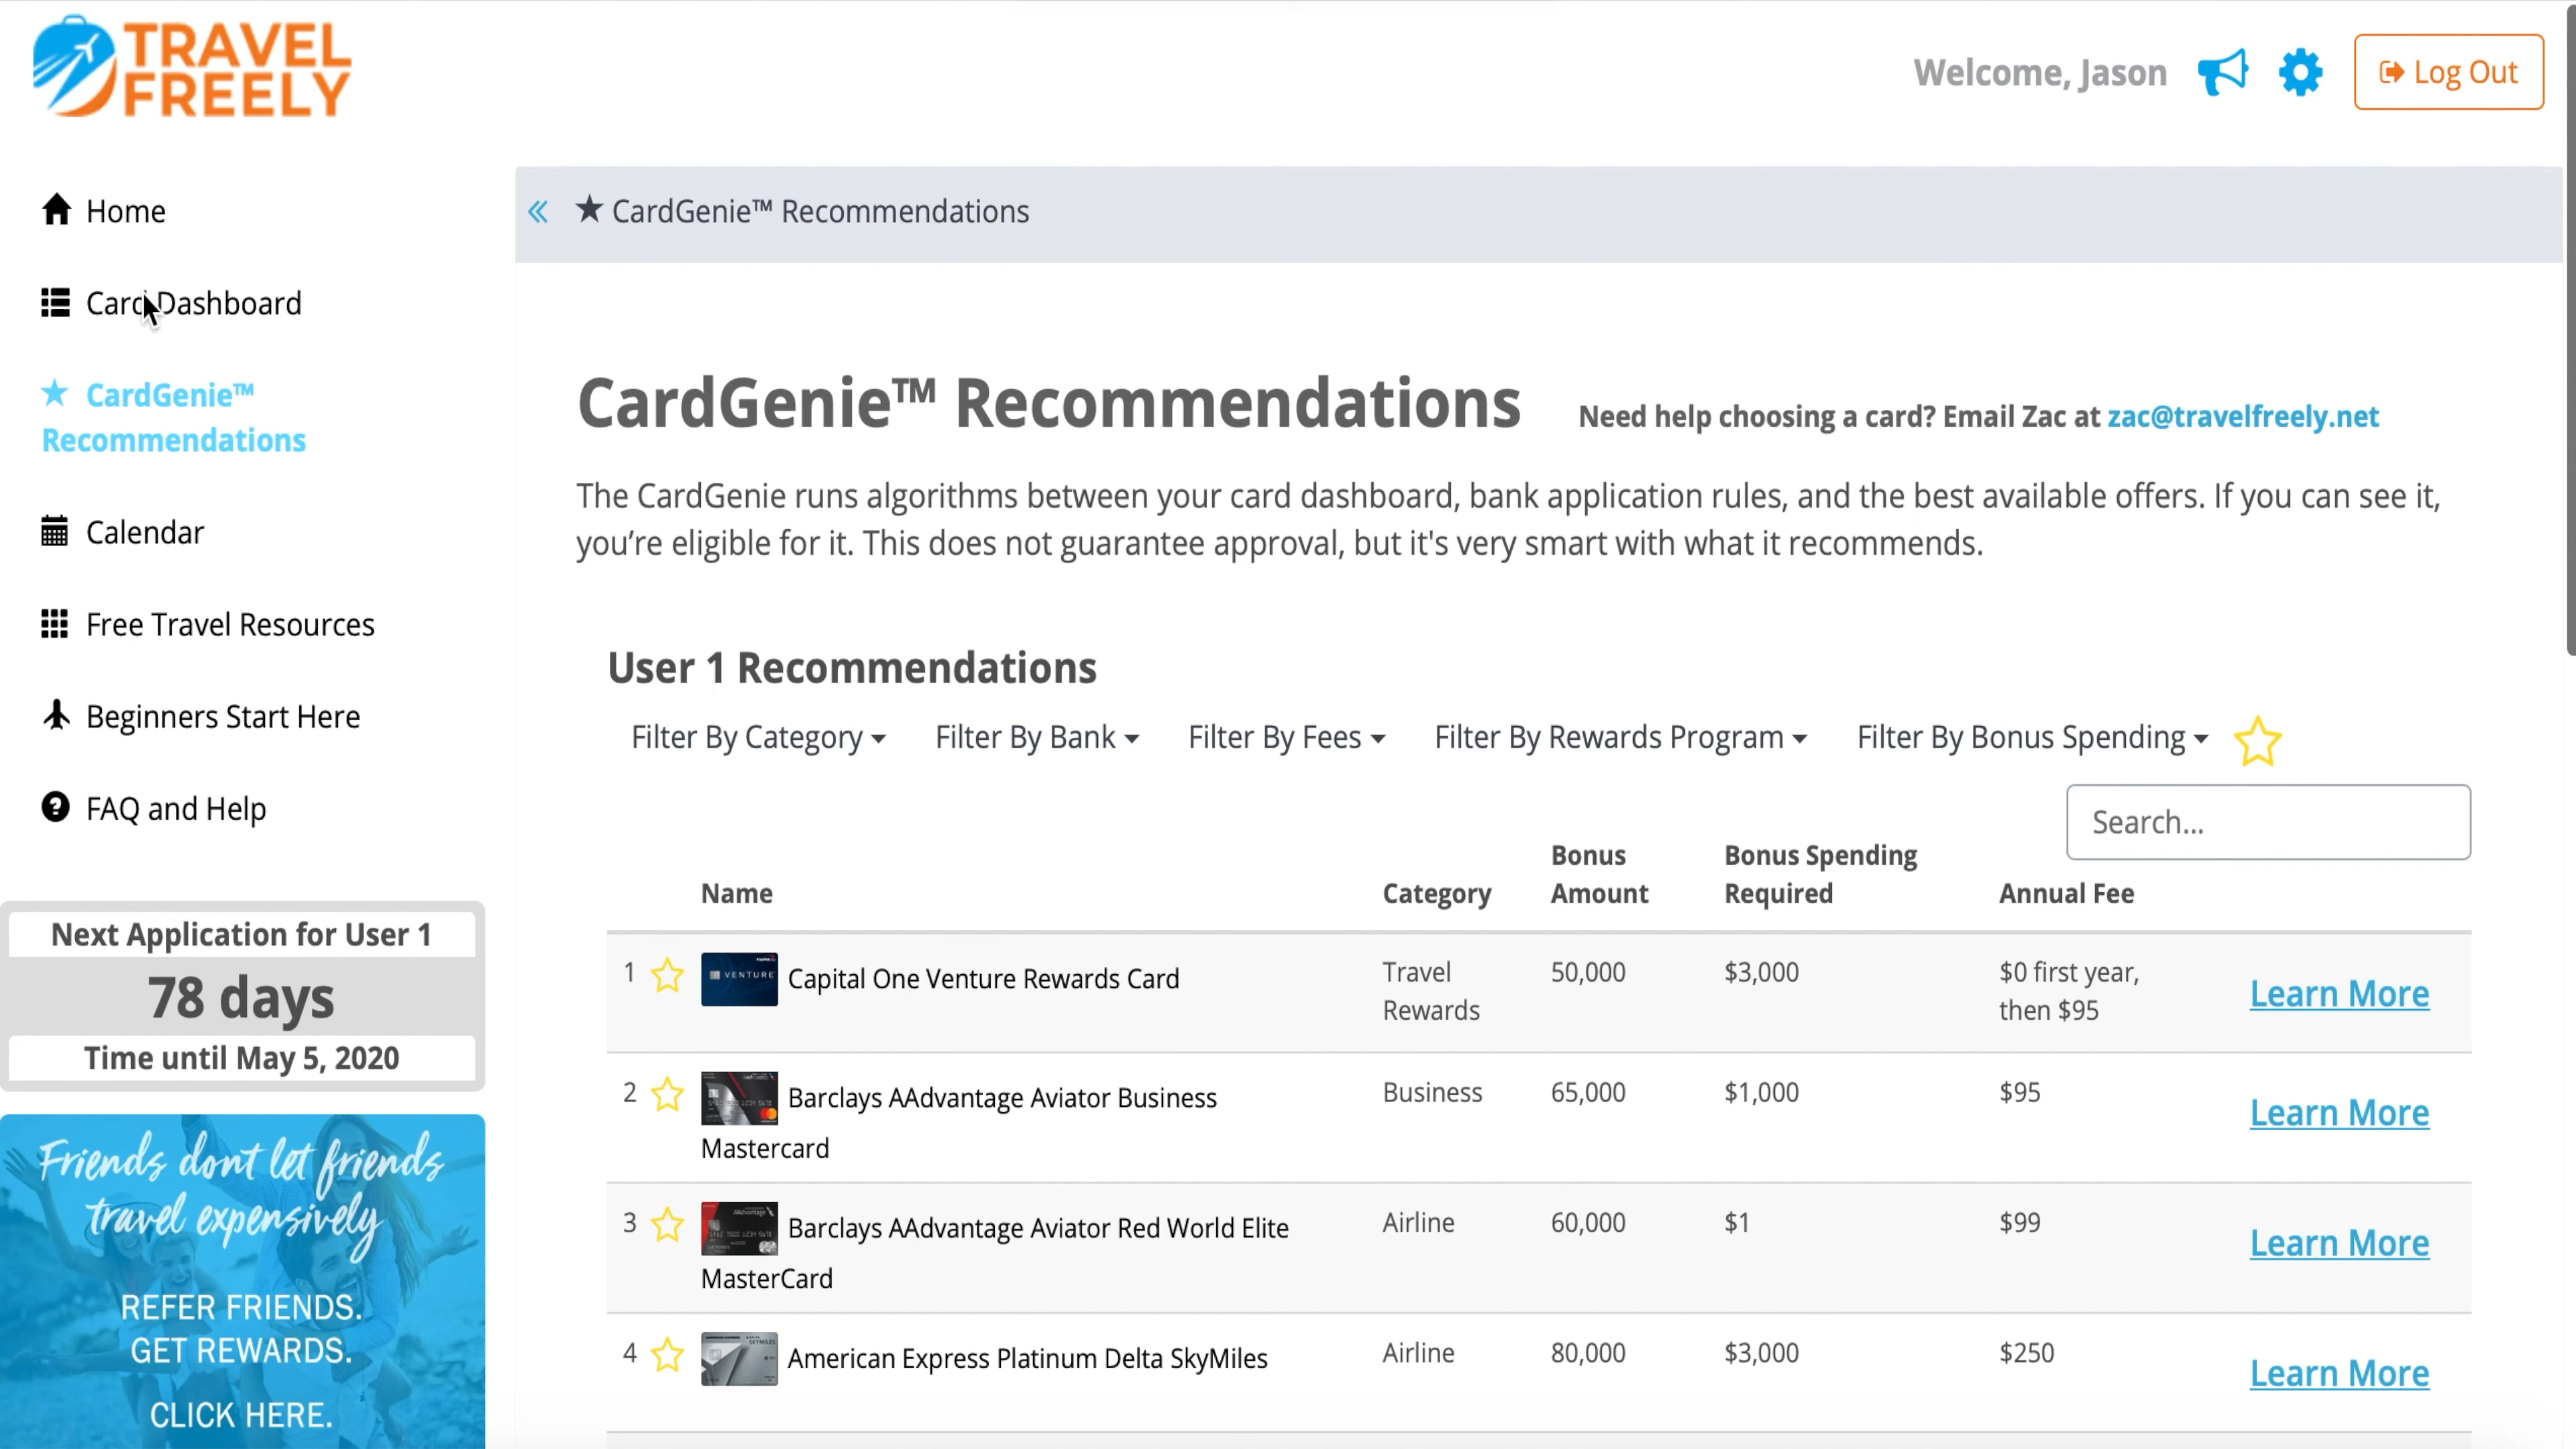 TRAVEL
FREELY
Welcome, Jason
Log Out
Home
Card Dashboard
CardGenie™
Recommendations
Calendar
Free Travel Resources
Beginners Start Here
FAQ and Help
Next Application for User 1
78 days
Time until May 5, 2020
Friends dont let friends
travel expensively
REFER FRIENDS.
GET REWARDS.
CLICK HERE.
« ★ CardGenie™ Recommendations
CardGenie™ Recommendations
Need help choosing a card? Email Zac at zac@travelfreely.net
The CardGenie runs algorithms between your card dashboard, bank application rules, and the best available offers. If you can see it,
you’re eligible for it. This does not guarantee approval, but it's very smart with what it recommends.
User 1 Recommendations
Filter By Category Filter By Bank Filter By Fees Filter By Rewards Program Filter By Bonus Spending
Search...
Name
Category
Bonus
Amount
Bonus Spending
Required
Annual Fee
1 VENTURE Capital One Venture Rewards Card
Travel
Rewards
50,000
$3,000
$0 first year,
then $95
Learn More
2 Barclays AAdvantage Aviator Business
Mastercard
Business
65,000
$1,000
$95
Learn More
3 Barclays AAdvantage Aviator Red World Elite
MasterCard
Airline
60,000
$1
$99
Learn More
4 American Express Platinum Delta SkyMiles
Airline
80,000
$3,000
$250
Learn More